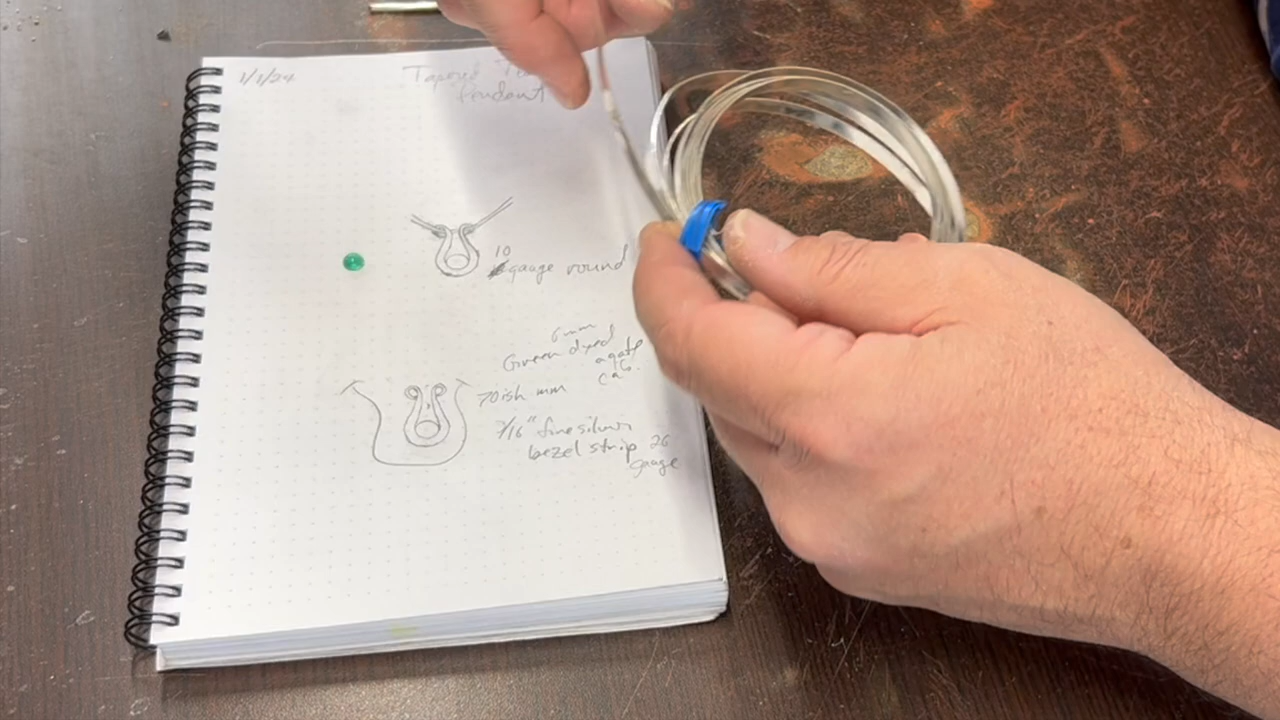 1/1/24
Tapered
Pendant
10
gauge round
6mm
Green dyed
agate
cab.
70ish mm
3/16" fine silver
bezel strip 26
gauge